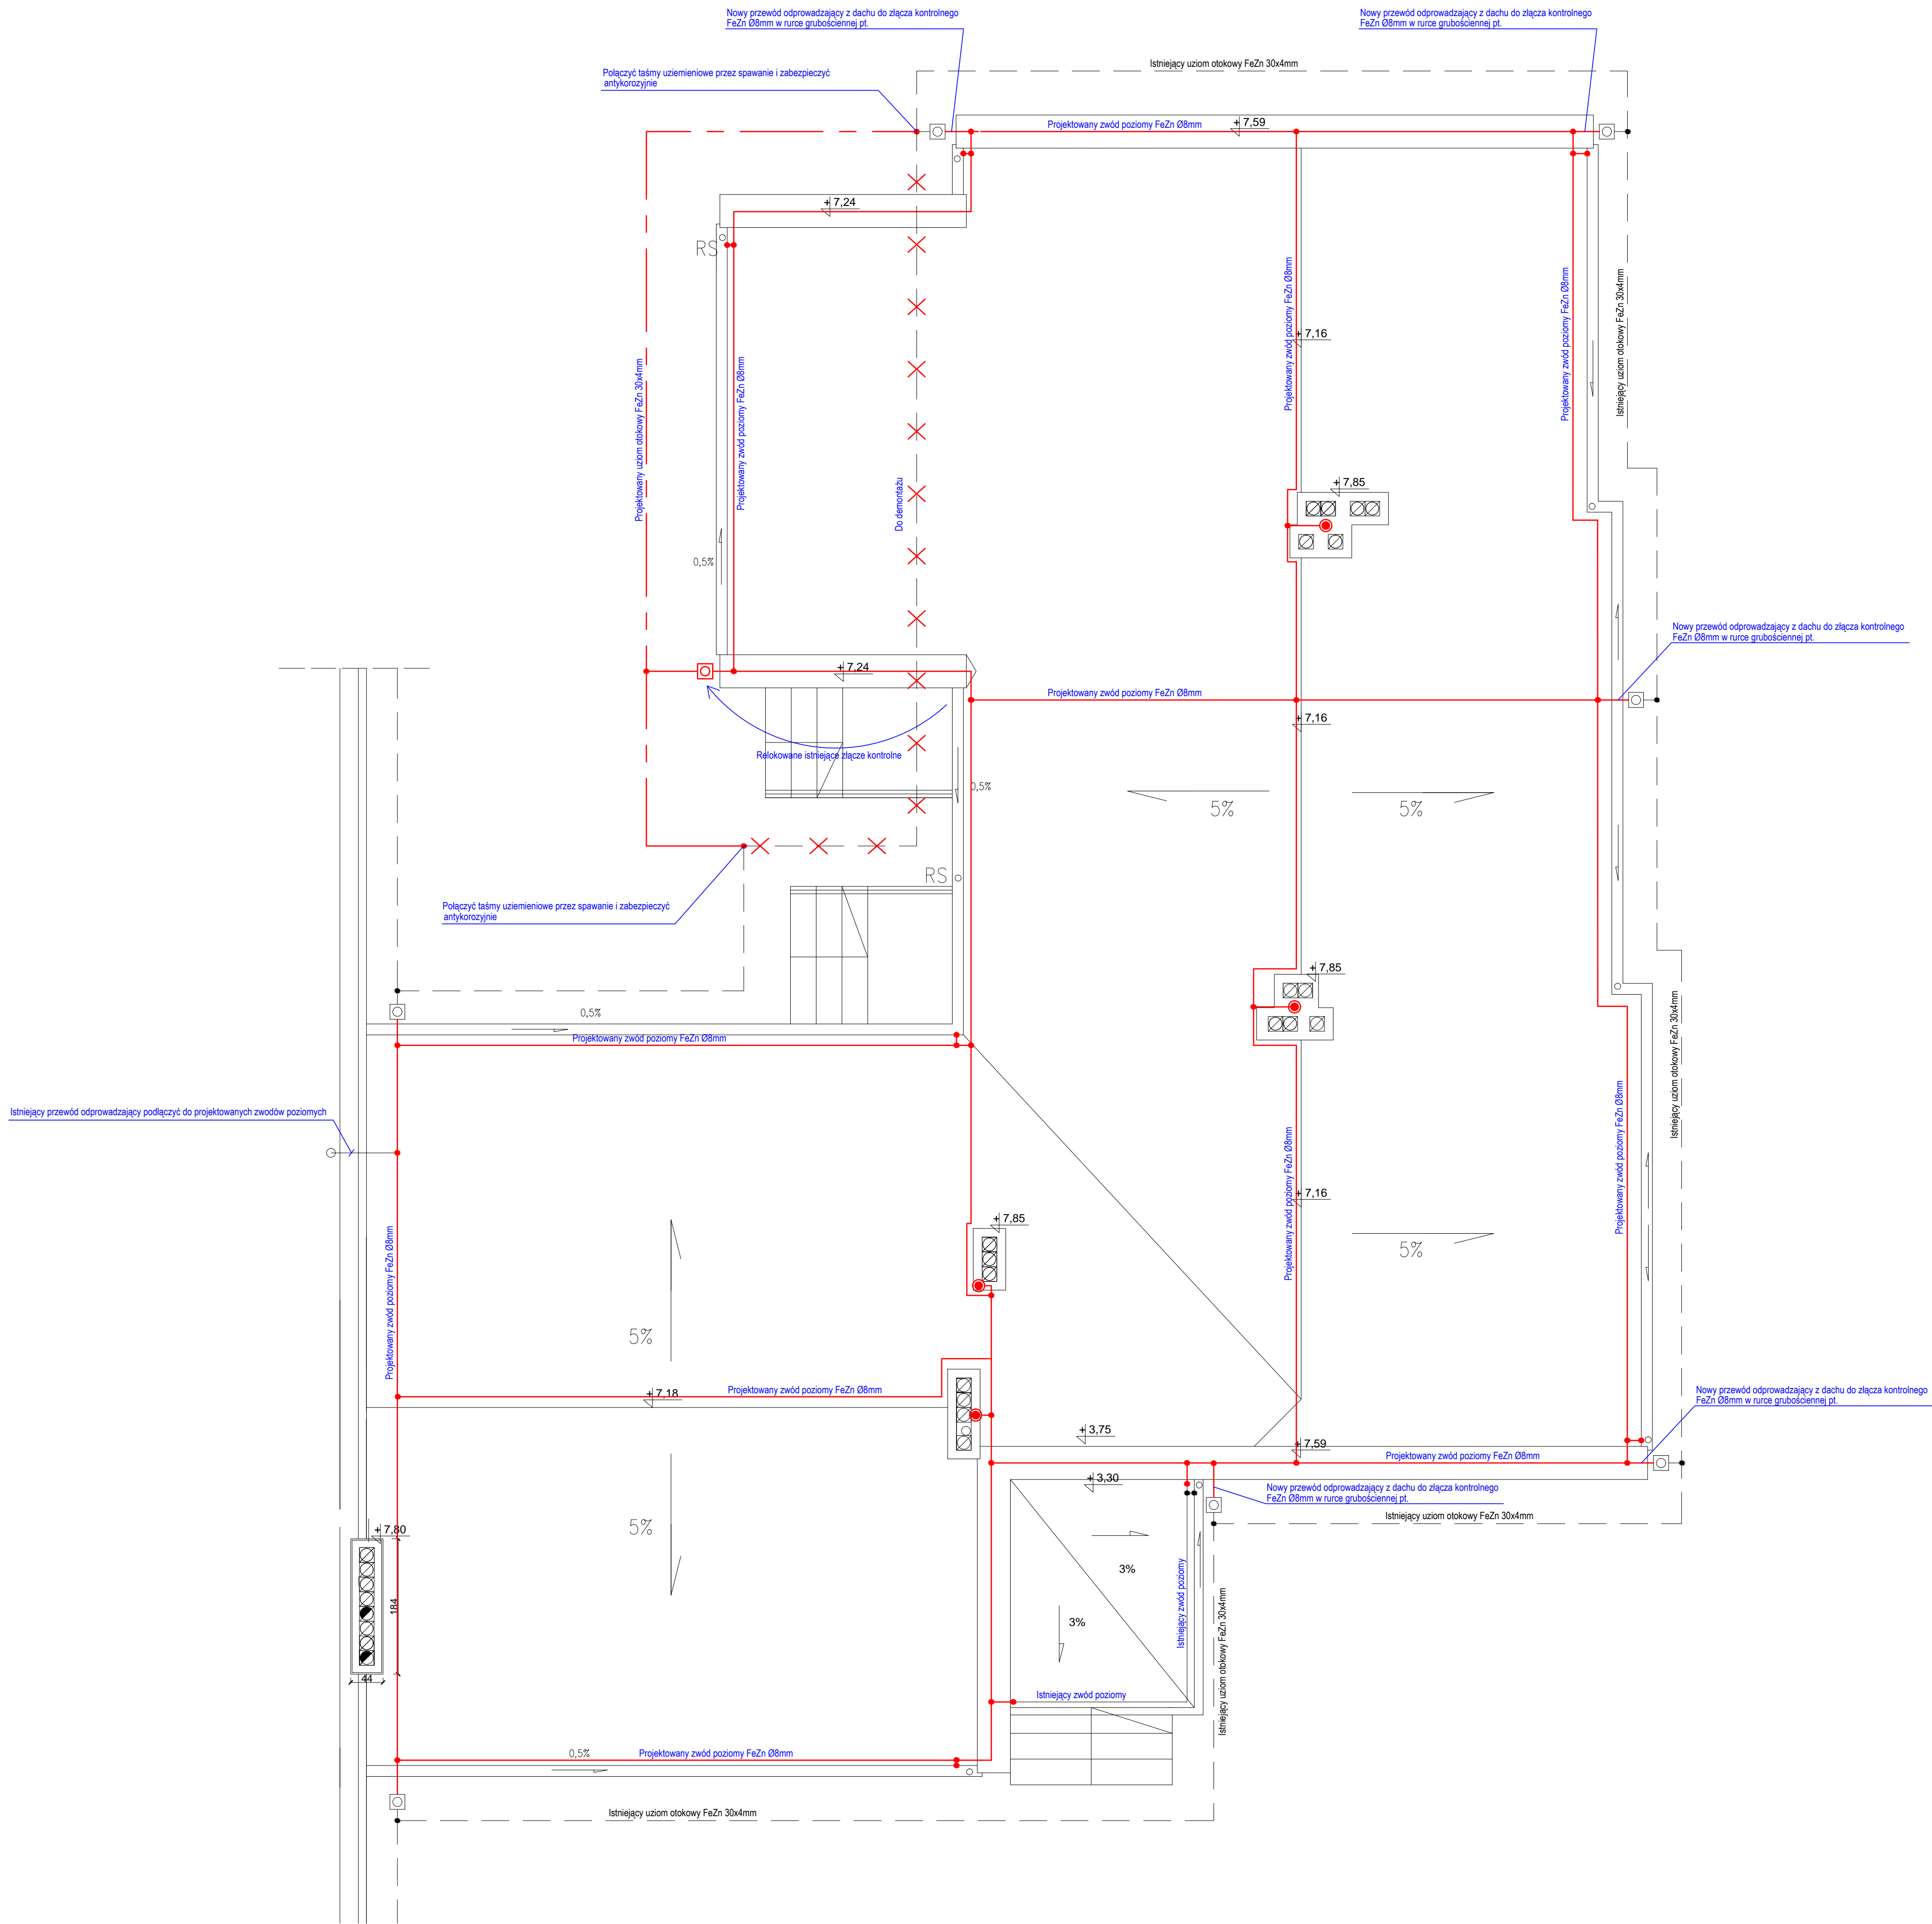 Nowy przewód odprowadzający z dachu do złącza kontrolnego
FeZn Ø8mm w rurce grubościennej pt.
Nowy przewód odprowadzający z dachu do złącza kontrolnego
FeZn Ø8mm w rurce grubościennej pt.
Istniejący uziom otokowy FeZn 30x4mm
Połączyć taśmy uziemieniowe przez spawanie i zabezpieczyć
antykorozyjnie
Projektowany zwód poziomy FeZn Ø8mm
+ 7,59
+ 7,24
RS
Projektowany uziom otokowy FeZn 30x4mm
Projektowany zwód poziomy FeZn Ø8mm
Do demontażu
Projektowany zwód poziomy FeZn Ø8mm
+ 7,16
Projektowany zwód poziomy FeZn Ø8mm
Istniejący uziom otokowy FeZn 30x4mm
+ 7,85
0,5%
Nowy przewód odprowadzający z dachu do złącza kontrolnego
FeZn Ø8mm w rurce grubościennej pt.
+ 7,24
Projektowany zwód poziomy FeZn Ø8mm
+ 7,16
Relokowane istniejące złącze kontrolne
0,5%
5%
5%
RS
Połączyć taśmy uziemieniowe przez spawanie i zabezpieczyć
antykorozyjnie
+ 7,85
0,5%
Projektowany zwód poziomy FeZn Ø8mm
Istniejący uziom otokowy FeZn 30x4mm
Istniejący przewód odprowadzający podłączyć do projektowanych zwodów poziomych
Projektowany zwód poziomy FeZn Ø8mm
Projektowany zwód poziomy FeZn Ø8mm
+ 7,16
Projektowany zwód poziomy FeZn Ø8mm
+ 7,85
5%
5%
+ 7,18
Projektowany zwód poziomy FeZn Ø8mm
Nowy przewód odprowadzający z dachu do złącza kontrolnego
FeZn Ø8mm w rurce grubościennej pt.
+ 3,75
+ 7,59
Projektowany zwód poziomy FeZn Ø8mm
+ 3,30
Nowy przewód odprowadzający z dachu do złącza kontrolnego
FeZn Ø8mm w rurce grubościennej pt.
Istniejący uziom otokowy FeZn 30x4mm
5%
+ 7,80
184
44
3%
3%
Istniejący zwód poziomy
Istniejący uziom otokowy FeZn 30x4mm
Istniejący zwód poziomy
0,5%
Projektowany zwód poziomy FeZn Ø8mm
Istniejący uziom otokowy FeZn 30x4mm